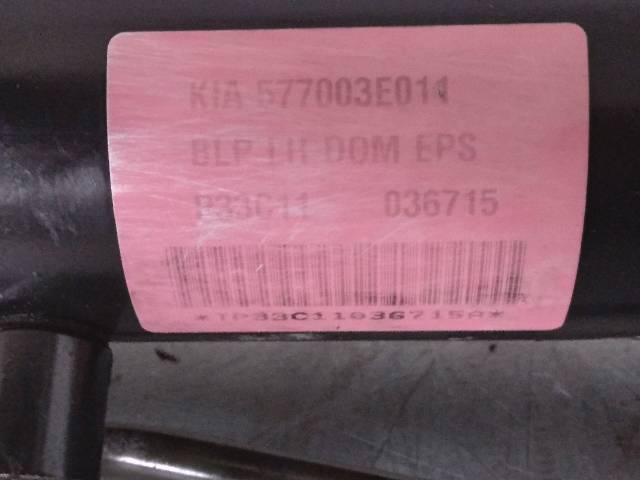 KIA 577003E011
BLP LH DOM EPS
P33C11 036715
*TP33C11036715A*